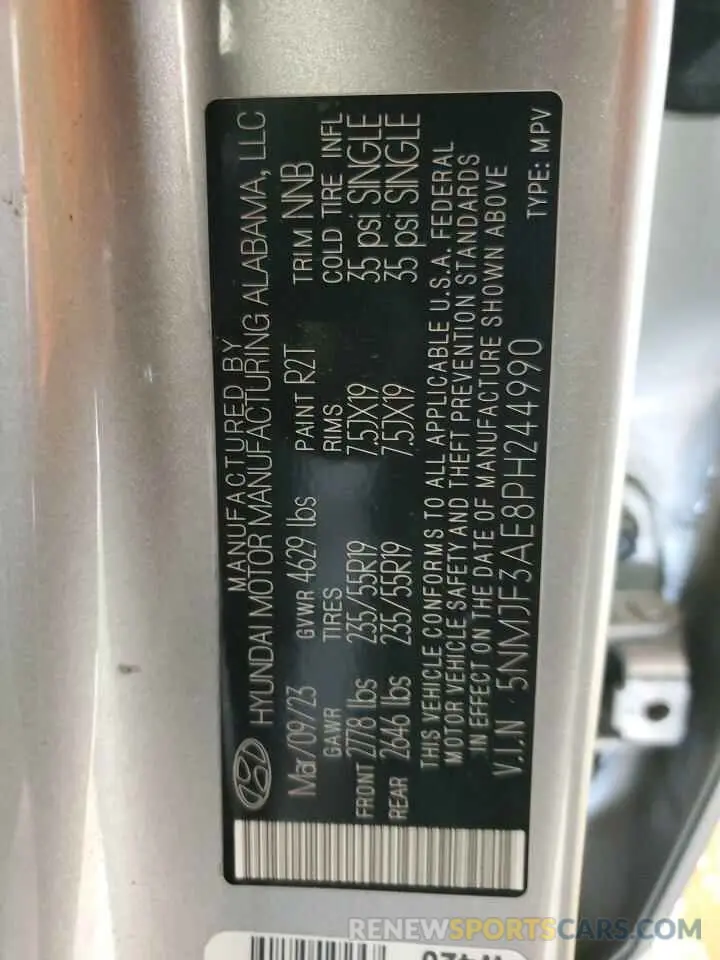 MANUFACTURED BY
HYUNDAI MOTOR MANUFACTURING ALABAMA, LLC
Mar/09/23 GVWR 4629 lbs PAINT R2T TRIM NNB
GAWR TIRES RIMS COLD TIRE INFL.
FRONT 2778 lbs 235/55R19 7.5JX19 35 psi SINGLE
REAR 2646 lbs 235/55R19 7.5JX19 35 psi SINGLE
THIS VEHICLE CONFORMS TO ALL APPLICABLE U.S.A. FEDERAL
MOTOR VEHICLE SAFETY AND THEFT PREVENTION STANDARDS
IN EFFECT ON THE DATE OF MANUFACTURE SHOWN ABOVE
V.I.N 5NMJF3AE8PH244990 TYPE: MPV
RENEWSPORTSCARS.COM